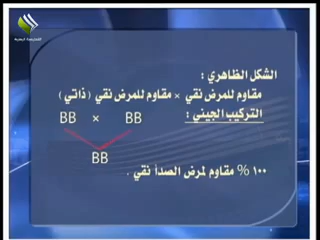 الشكل الظاهري :
مقاوم للمرض نقي × مقاوم للمرض نقي ( ذاتي )
التركيب الجيني :
BB × BB
BB
١٠٠ % مقاوم لمرض الصدأ نقي .